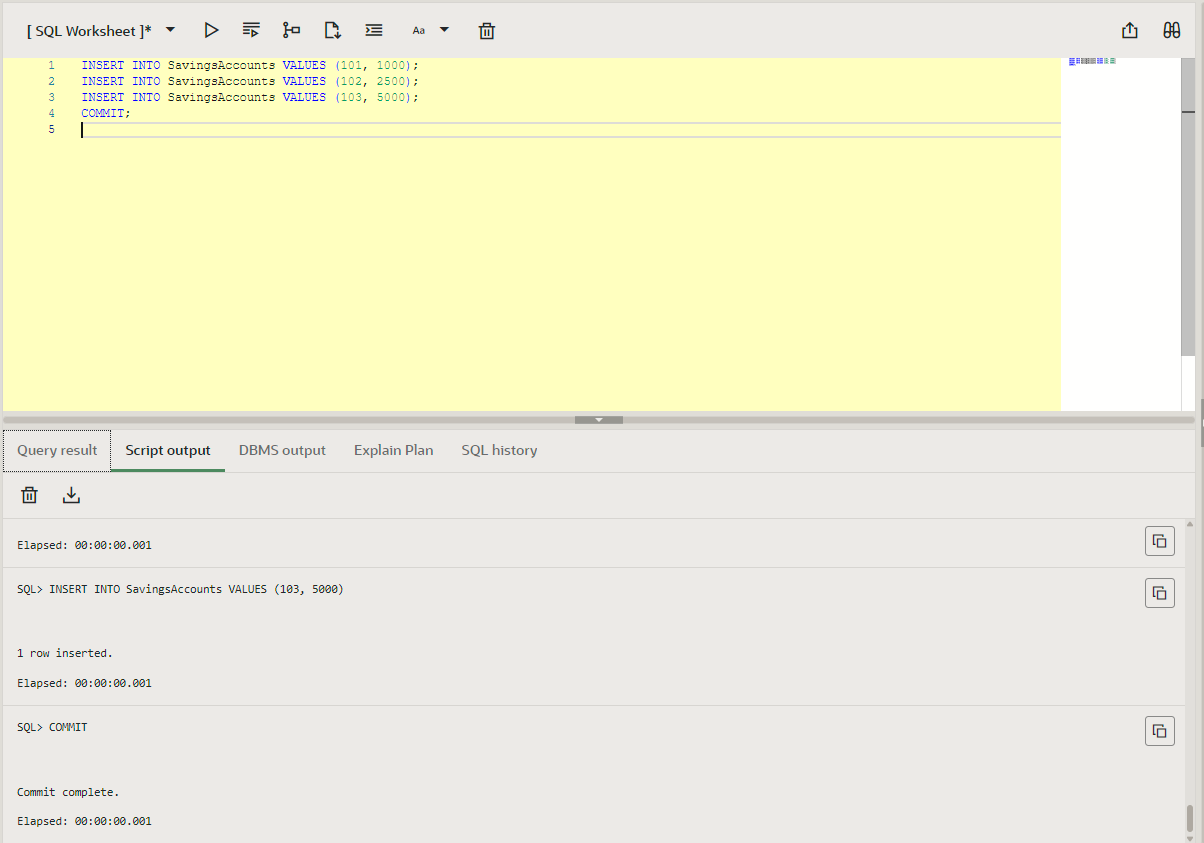 [ SQL Worksheet ]*
Aa
1 INSERT INTO SavingsAccounts VALUES (101, 1000);
2 INSERT INTO SavingsAccounts VALUES (102, 2500);
3 INSERT INTO SavingsAccounts VALUES (103, 5000);
4 COMMIT;
5
Query result Script output DBMS output Explain Plan SQL history
Elapsed: 00:00:00.001
SQL> INSERT INTO SavingsAccounts VALUES (103, 5000)
1 row inserted.
Elapsed: 00:00:00.001
SQL> COMMIT
Commit complete.
Elapsed: 00:00:00.001